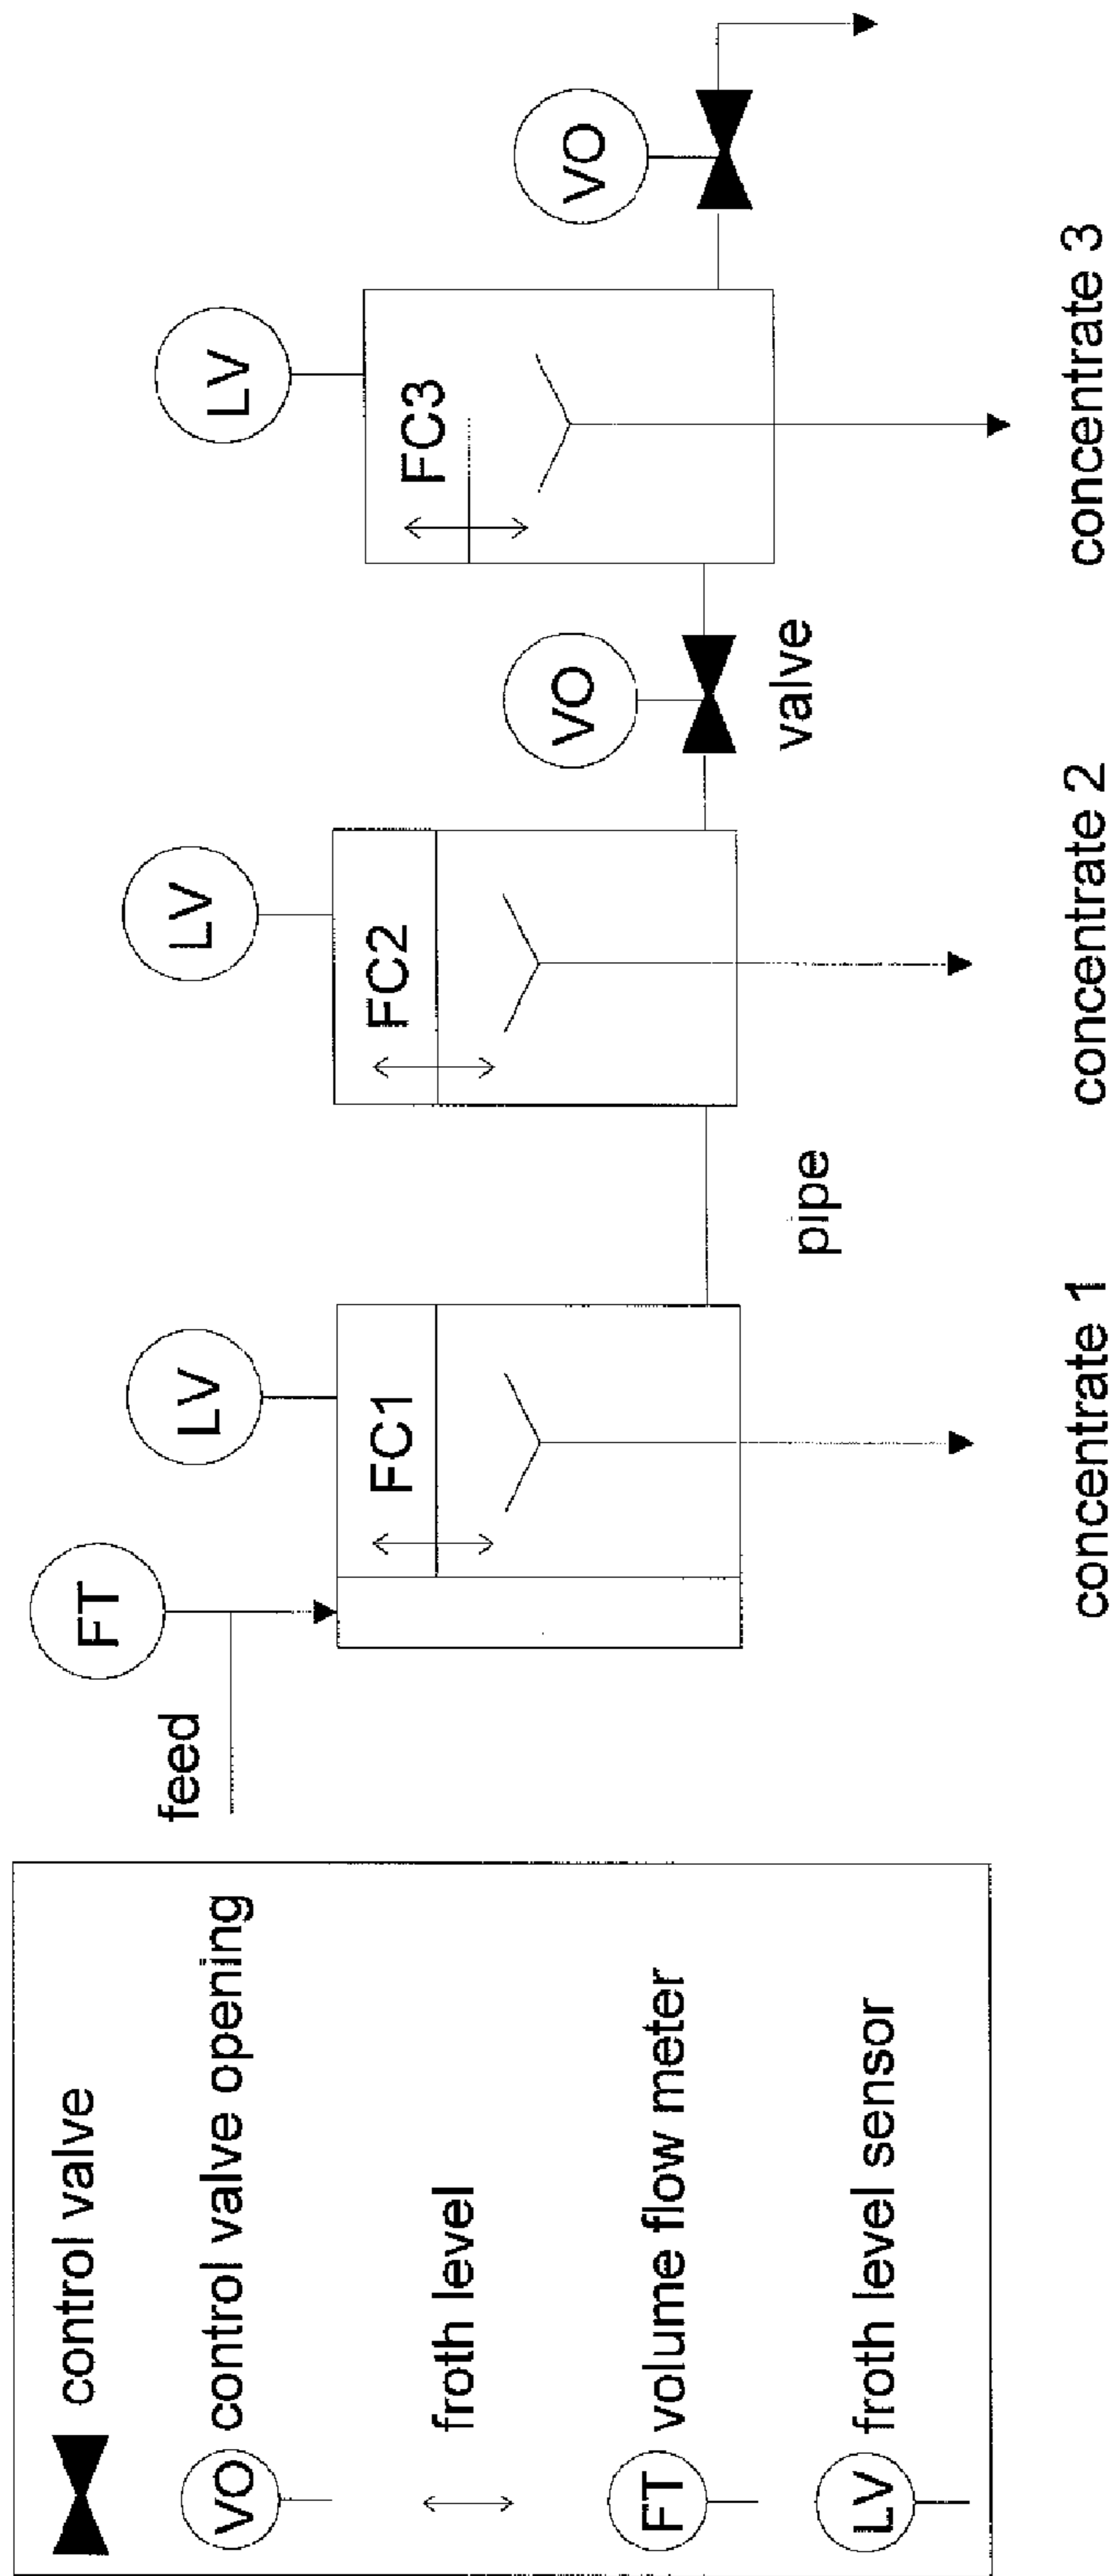 control valve
VO control valve opening
froth level
FT volume flow meter
LV froth level sensor
feed
FT
LV
FC1
pipe
LV
FC2
VO
valve
LV
FC3
VO
concentrate 1
concentrate 2
concentrate 3